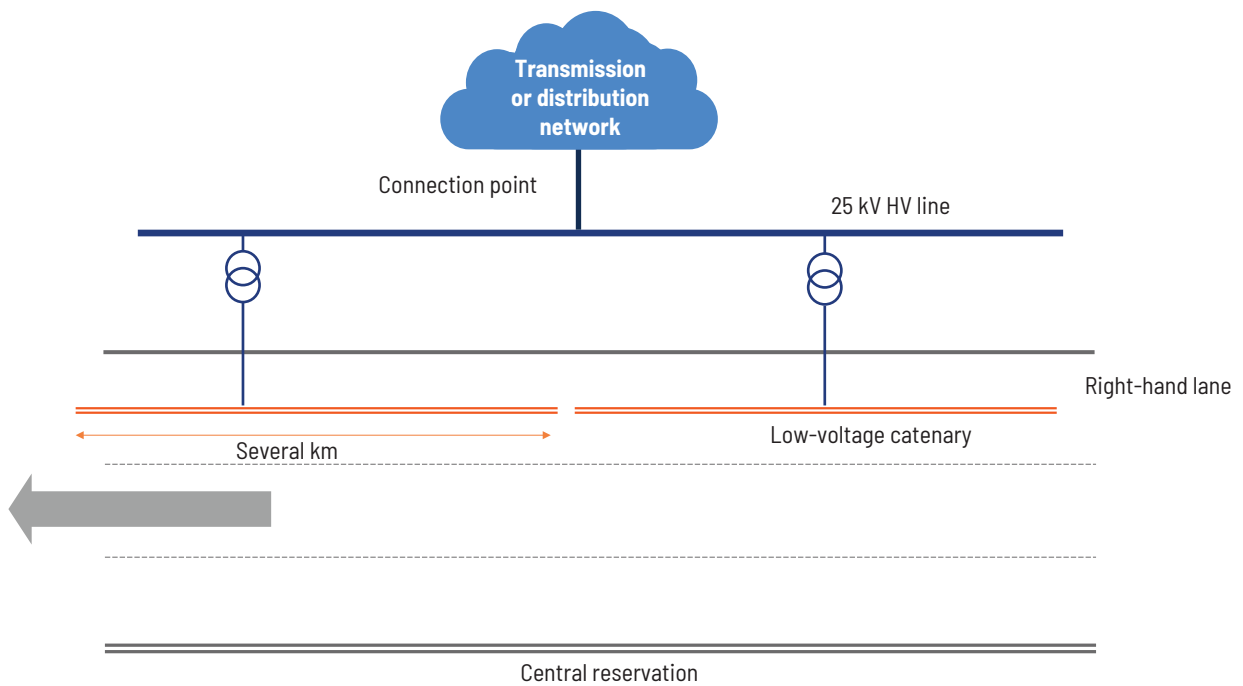 Transmission
or distribution
network
Connection point
25 kV HV line
Right-hand lane
Low-voltage catenary
Several km
Central reservation